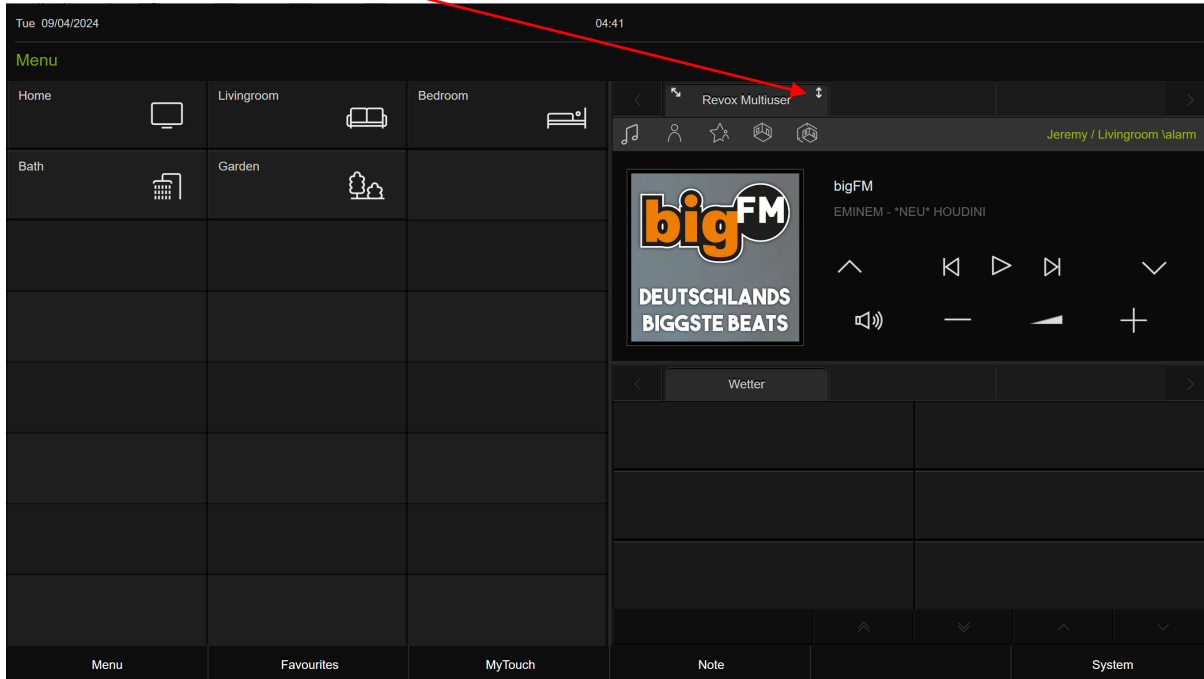 Tue 09/04/2024
04:41
Menu
Home
Livingroom
Bedroom
Bath
Garden
Revox Multiuser
Jeremy / Livingroom \alarm
bigFM
DEUTSCHLANDS
BIGGSTE BEATS
bigFM
EMINEM - *NEU* HOUDINI
Wetter
Menu
Favourites
MyTouch
Note
System